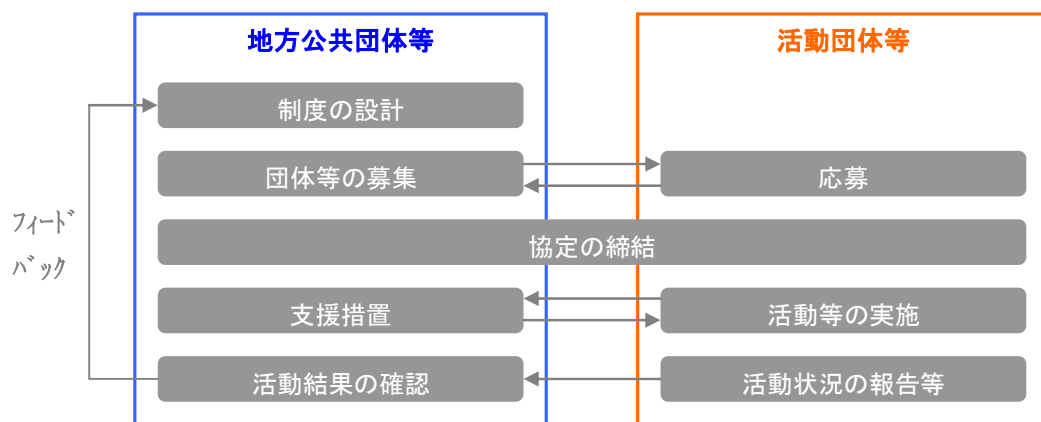 地方公共団体等
活動団体等
制度の設計
団体等の募集
応募
フィード
バック
協定の締結
支援措置
活動等の実施
活動結果の確認
活動状況の報告等